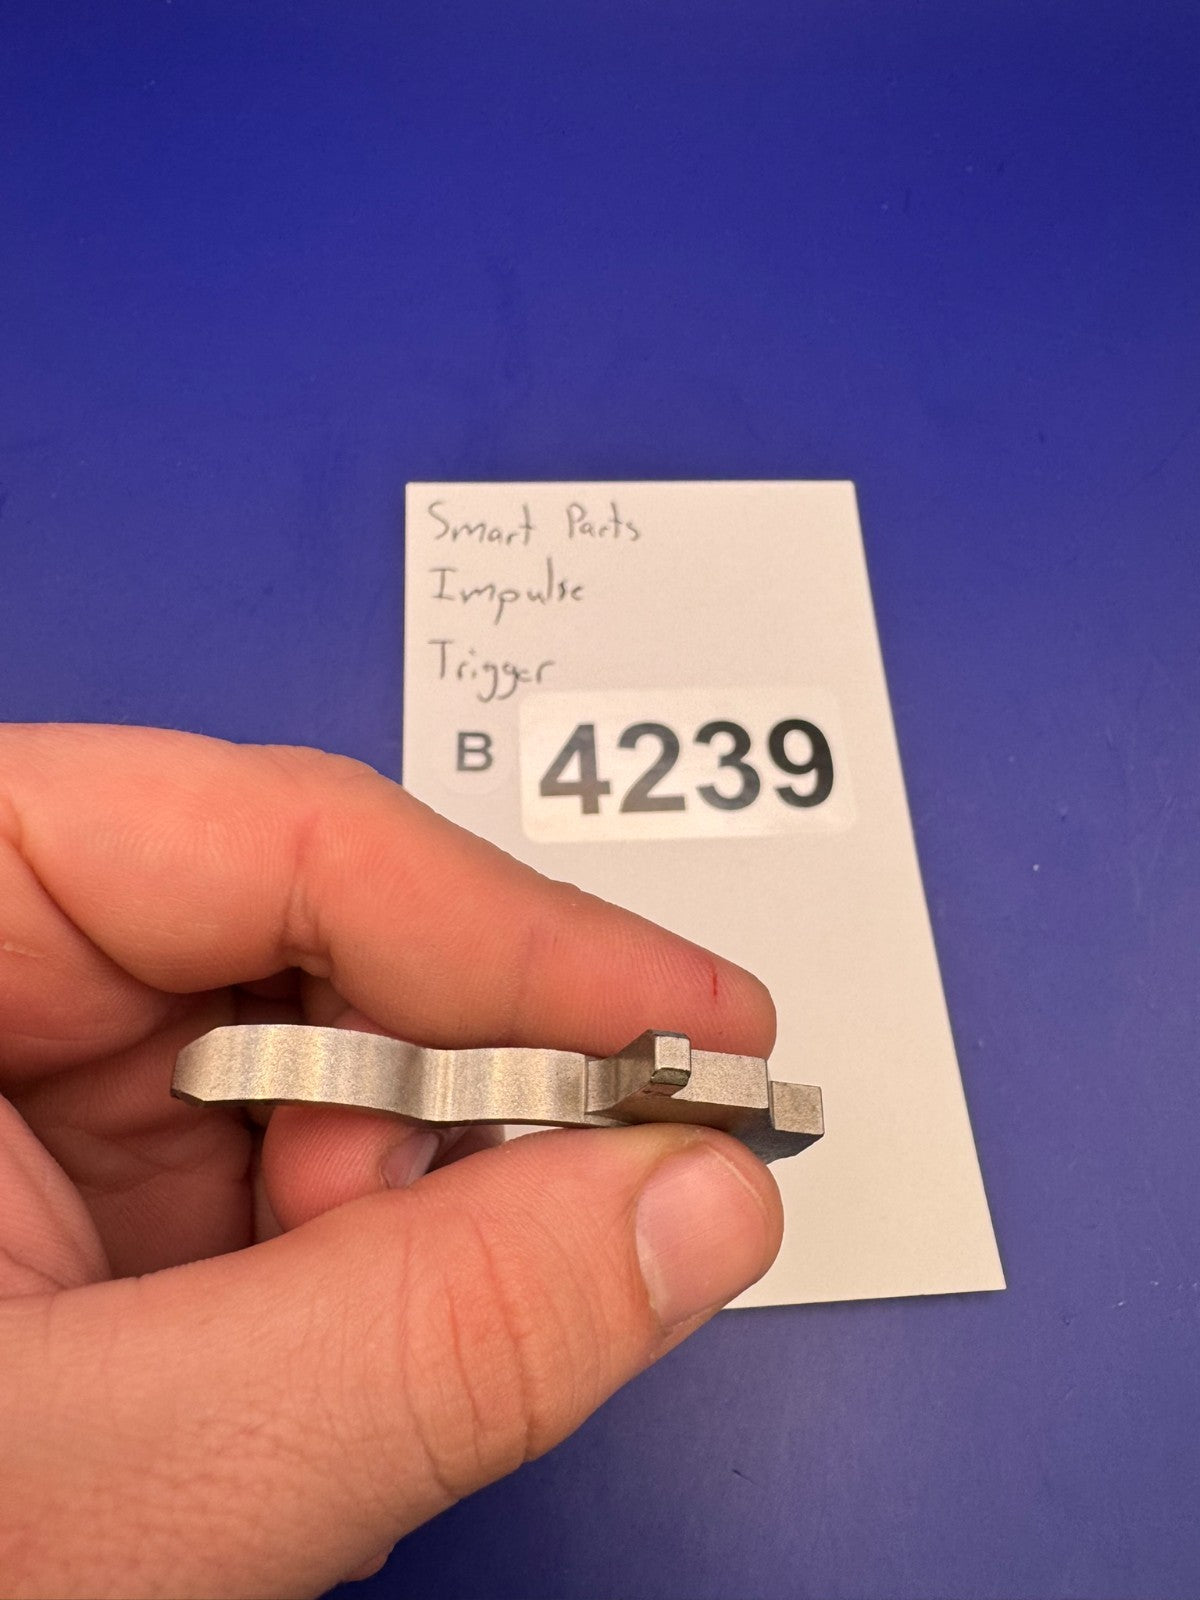 Smart Parts
Impulse
Trigger
B 4239